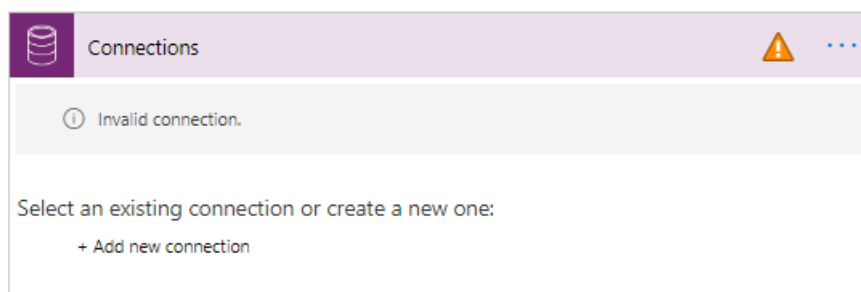 Connections
Invalid connection.
Select an existing connection or create a new one:
+ Add new connection